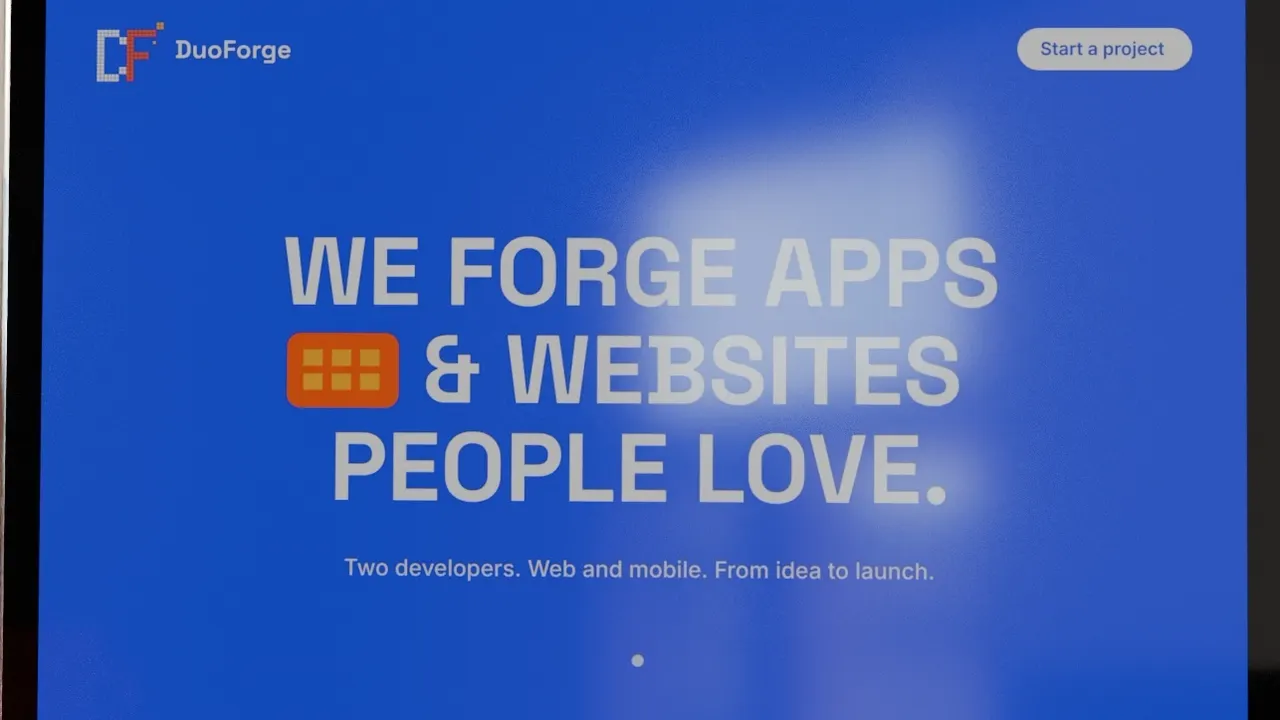 DuoForge
Start a project
WE FORGE APPS
& WEBSITES
PEOPLE LOVE.
Two developers. Web and mobile. From idea to launch.